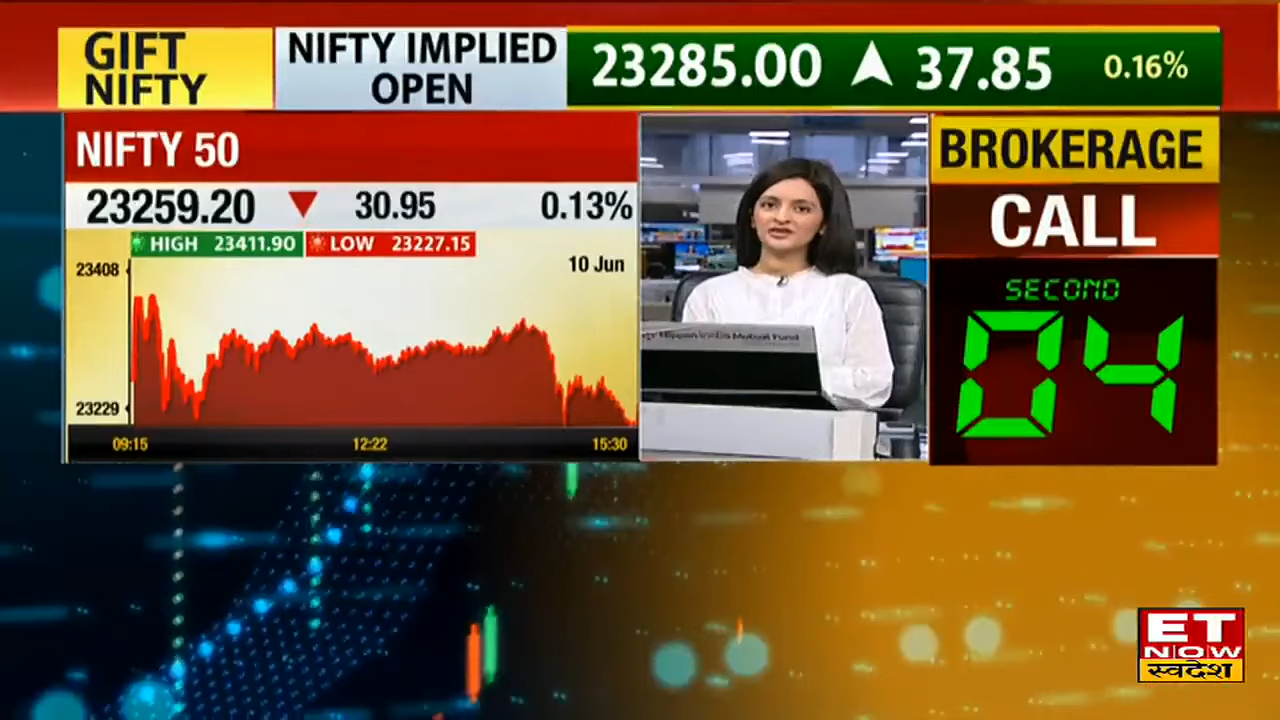 GIFT
NIFTY
NIFTY IMPLIED
OPEN
23285.00 ▲ 37.85 0.16%
NIFTY 50
23259.20 ▼ 30.95 0.13%
HIGH 23411.90 LOW 23227.15
10 Jun
23408
23229
09:15 12:22 15:30
Mutual Fund
BROKERAGE
CALL
SECOND
04
ET
NOW
स्वदेश